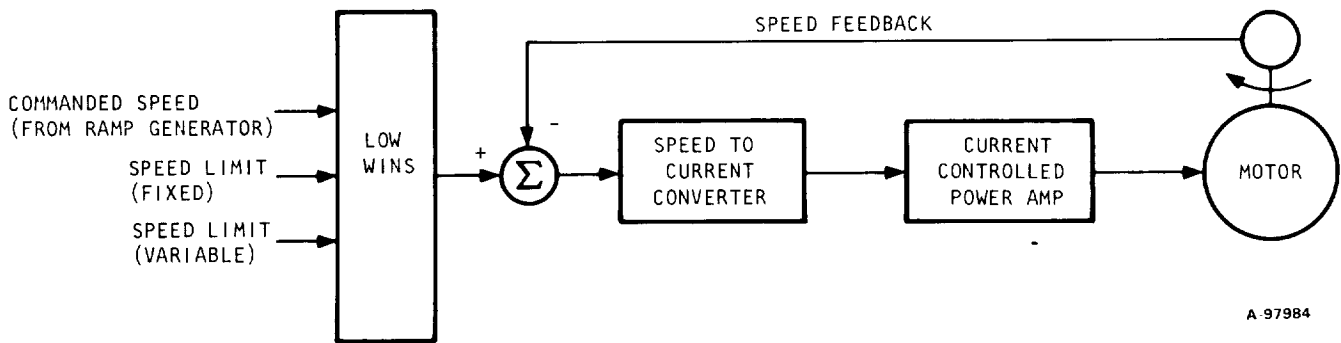 SPEED FEEDBACK
COMMANDED SPEED
(FROM RAMP GENERATOR)
SPEED LIMIT
(FIXED)
SPEED LIMIT
(VARIABLE)
LOW
WINS
+
-
Σ
SPEED TO
CURRENT
CONVERTER
CURRENT
CONTROLLED
POWER AMP
MOTOR
A-97984